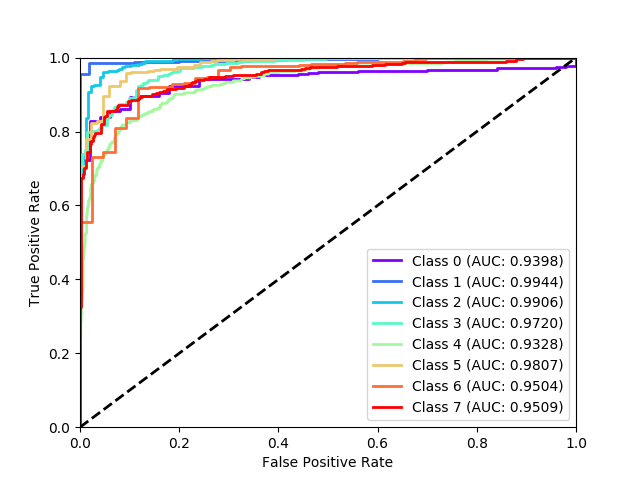 1.0
0.8
0.6
0.4
0.2
0.0
True Positive Rate
Class 0 (AUC: 0.9398)
Class 1 (AUC: 0.9944)
Class 2 (AUC: 0.9906)
Class 3 (AUC: 0.9720)
Class 4 (AUC: 0.9328)
Class 5 (AUC: 0.9807)
Class 6 (AUC: 0.9504)
Class 7 (AUC: 0.9509)
0.0 0.2 0.4 0.6 0.8 1.0
False Positive Rate